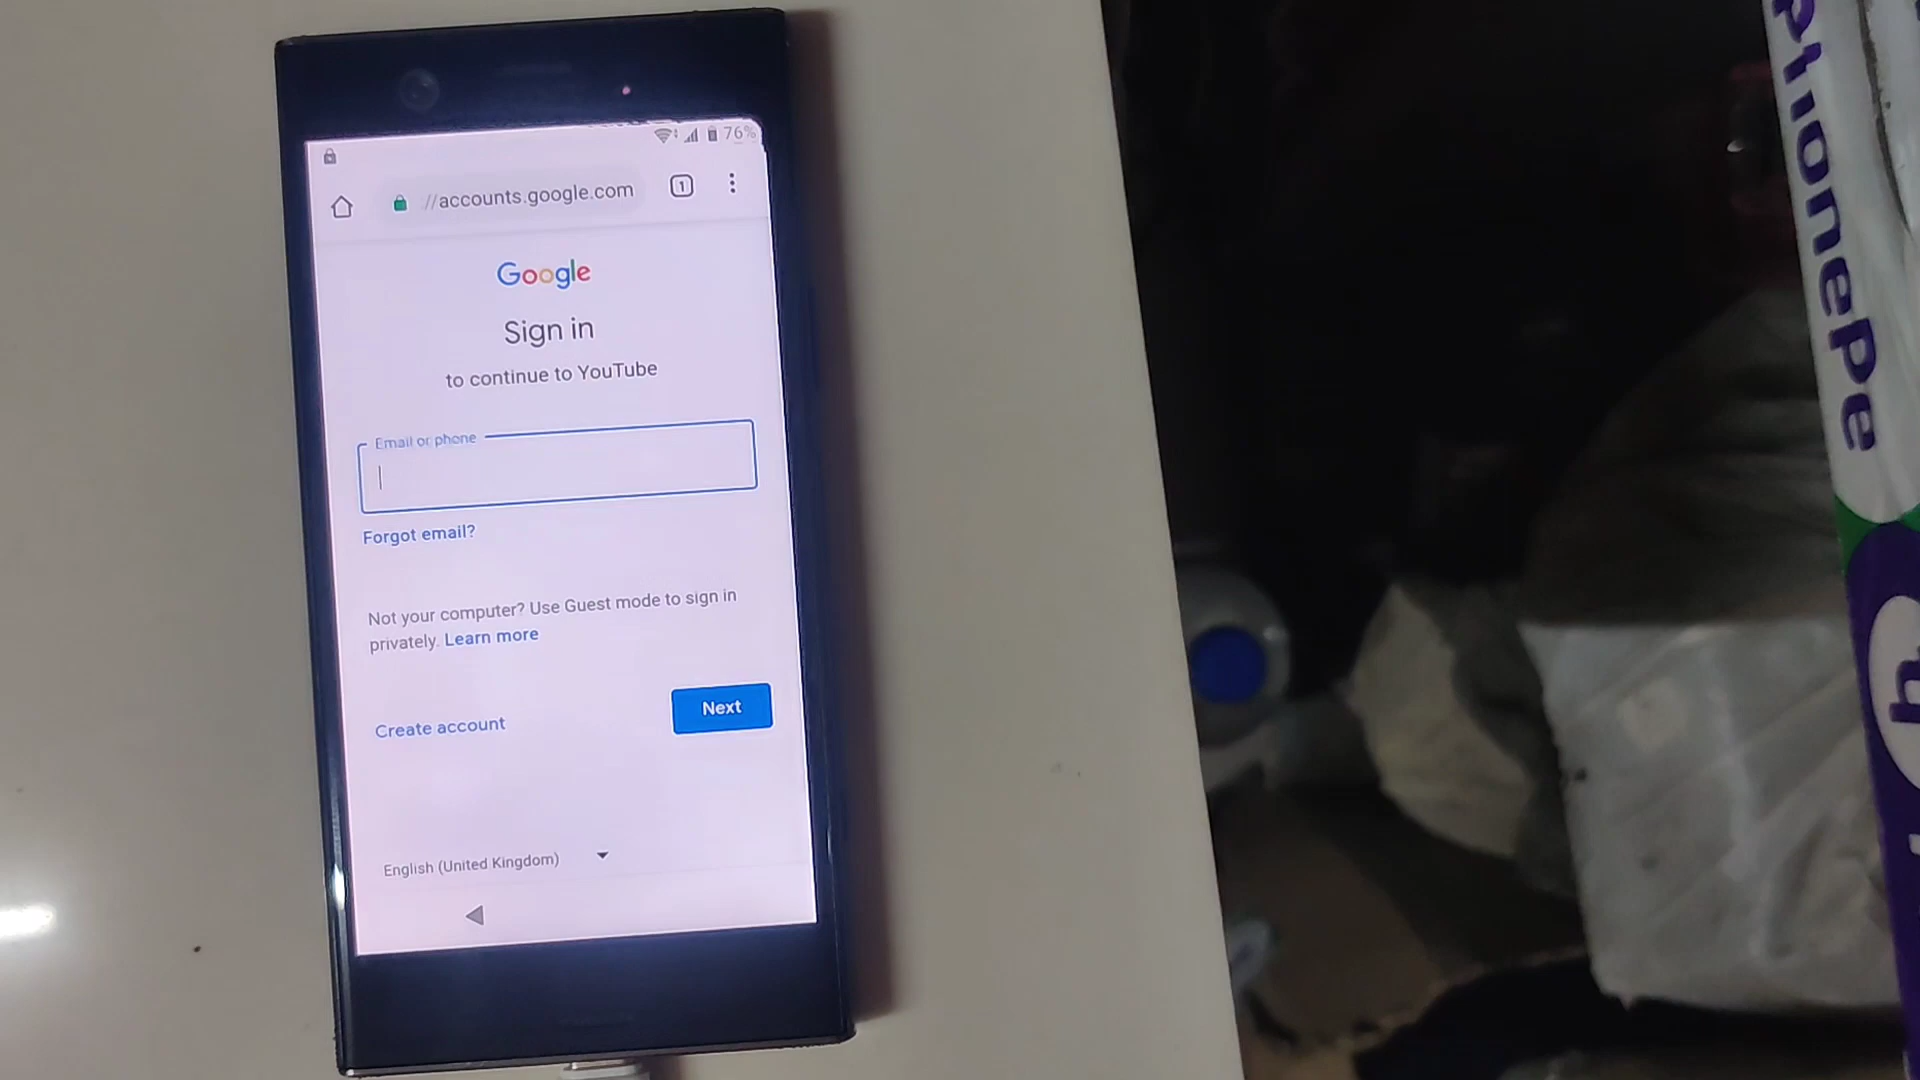 76%
//accounts.google.com
1
Google
Sign in
to continue to YouTube
Email or phone
Forgot email?
Not your computer? Use Guest mode to sign in
privately. Learn more
Create account
Next
English (United Kingdom)
PhonePe